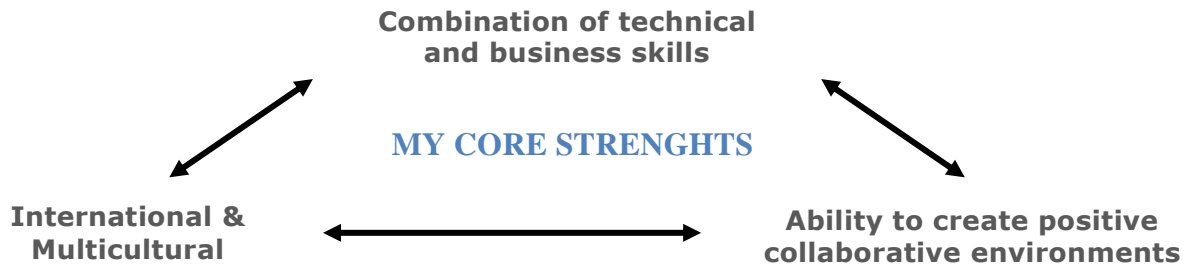 Combination of technical
and business skills
MY CORE STRENGHTS
International &
Multicultural
Ability to create positive
collaborative environments